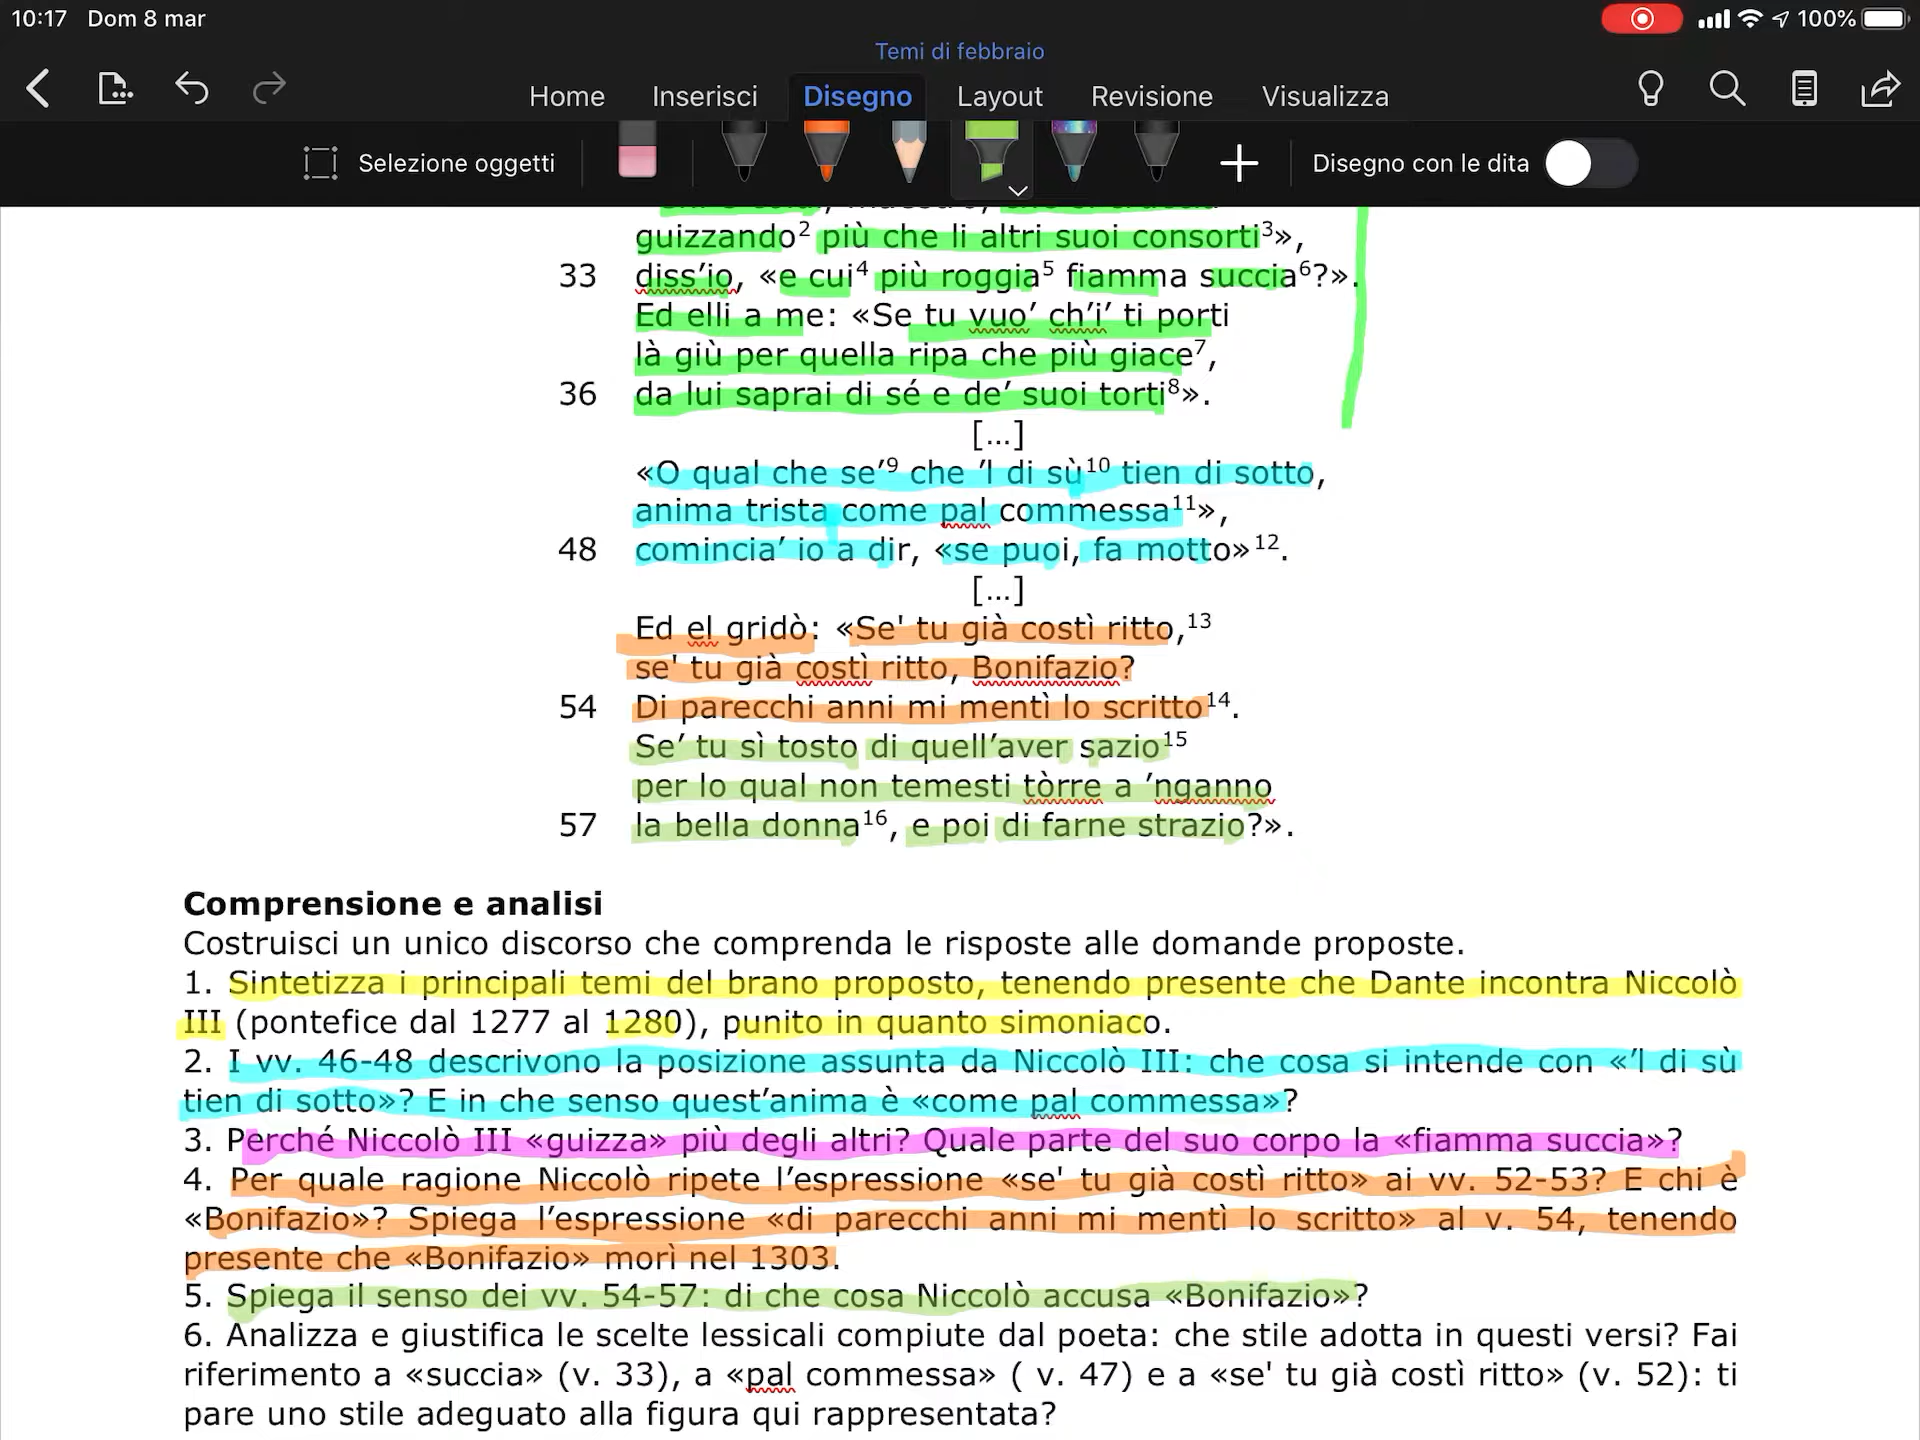 10:17 Dom 8 mar 100%
Temi di febbraio
Home Inserisci Disegno Layout Revisione Visualizza
Selezione oggetti Disegno con le dita
guizzando² più che li altri suoi consorti³»,
33 diss’io, «e cui⁴ più roggia⁵ fiamma succia⁶?».
Ed elli a me: «Se tu vuo’ ch’i’ ti porti
là giù per quella ripa che più giace⁷,
36 da lui saprai di sé e de’ suoi torti⁸».
[…]
«O qual che se’⁹ che ’l di sù¹⁰ tien di sotto,
anima trista come pal commessa¹¹»,
48 comincia’ io a dir, «se puoi, fa motto»¹².
[…]
Ed el gridò: «Se' tu già costì ritto,¹³
se' tu già costì ritto, Bonifazio?
54 Di parecchi anni mi mentì lo scritto¹⁴.
Se’ tu sì tosto di quell’aver sazio¹⁵
per lo qual non temesti tòrre a ’nganno
57 la bella donna¹⁶, e poi di farne strazio?».
Comprensione e analisi
Costruisci un unico discorso che comprenda le risposte alle domande proposte.
1. Sintetizza i principali temi del brano proposto, tenendo presente che Dante incontra Niccolò
III (pontefice dal 1277 al 1280), punito in quanto simoniaco.
2. I vv. 46-48 descrivono la posizione assunta da Niccolò III: che cosa si intende con «’l di sù
tien di sotto»? E in che senso quest’anima è «come pal commessa»?
3. Perché Niccolò III «guizza» più degli altri? Quale parte del suo corpo la «fiamma succia»?
4. Per quale ragione Niccolò ripete l’espressione «se' tu già costì ritto» ai vv. 52-53? E chi è
«Bonifazio»? Spiega l’espressione «di parecchi anni mi mentì lo scritto» al v. 54, tenendo
presente che «Bonifazio» morì nel 1303.
5. Spiega il senso dei vv. 54-57: di che cosa Niccolò accusa «Bonifazio»?
6. Analizza e giustifica le scelte lessicali compiute dal poeta: che stile adotta in questi versi? Fai
riferimento a «succia» (v. 33), a «pal commessa» ( v. 47) e a «se' tu già costì ritto» (v. 52): ti
pare uno stile adeguato alla figura qui rappresentata?